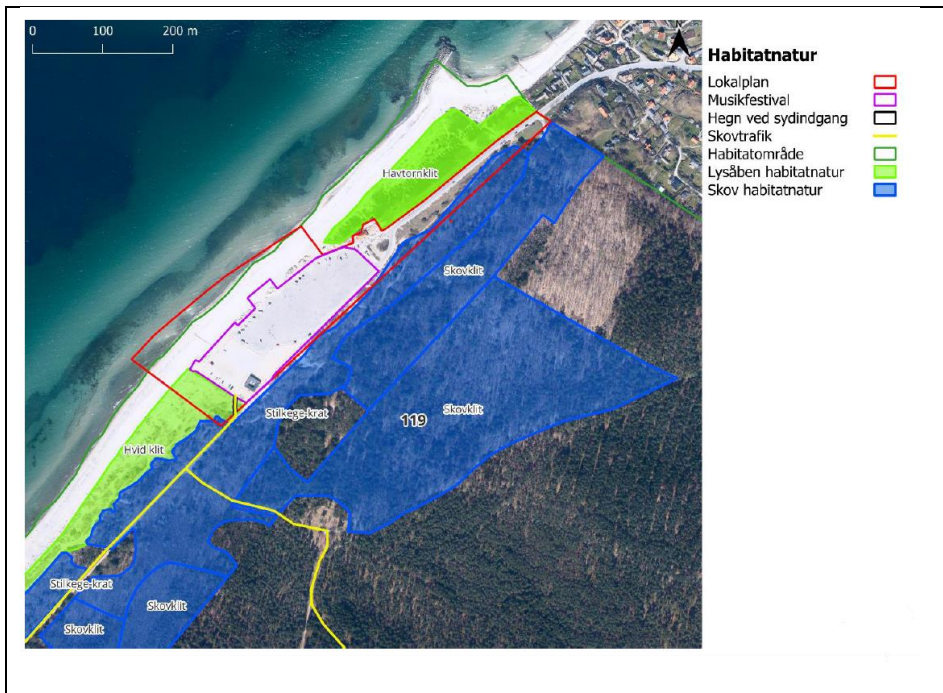 0 100 200 m
N
Habitatnatur
Lokalplan
Musikfestival
Hegn ved sydindgang
Skovtrafik
Habitatområde
Lysåben habitatnatur
Skov habitatnatur
Havtornklit
Skovklit
Stilkege-krat
119
Skovklit
Hvid klit
Stilkege-krat
Skovklit
Skovklit